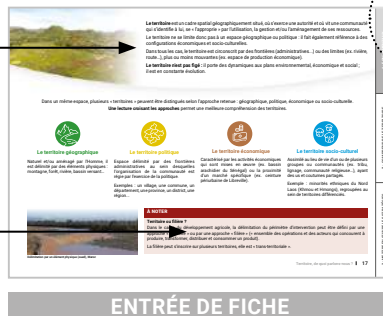 Le territoire est un cadre spatial géographiquement situé, où s'exerce une autorité et où vit une communauté
qui s'identifie à lui, se « l'approprie » par l'utilisation, la gestion et/ou l'aménagement de ses ressources.
Le territoire ne se limite donc pas à un espace géographique ou politique : il fait également référence à des
configurations économiques et socio-culturelles.
Dans tous les cas, le territoire est circonscrit par des frontières (administratives...) ou des limites (ex. rivière,
route...), plus ou moins mouvantes (ex. espace de production économique).
Le territoire n'est pas figé : il porte des dynamiques aux plans environnemental, économique et social ;
il est en constante évolution.
Dans un même espace, plusieurs « territoires » peuvent être distingués selon l'approche retenue : géographique, politique, économique ou socio-culturelle.
Une lecture croisant les approches permet une meilleure compréhension des territoires.
Le territoire géographique
Naturel et/ou aménagé par l'Homme, il
est délimité par des éléments physiques :
montagne, forêt, rivière, bassin versant...
Le territoire politique
Espace délimité par des frontières
administratives au sein desquelles
l'organisation de la communauté est
régie par l'exercice de la politique.
Exemples : un village, une commune, un
département, une province, un district, une
région...
Le territoire économique
Caractérisé par les activités économiques
qui sont mises en œuvre (ex. bassin
arachidier du Sénégal) ou la proximité
d'un marché spécifique (ex. ceinture
périurbaine de Libreville).
Le territoire socio-culturel
Assimilé au lieu de vie d'un ou de plusieurs
groupes ou communautés (ex. tribu,
lignage, communauté religieuse...), ayant
des us et coutumes partagés.
Exemple : minorités ethniques du Nord
Laos (Khmou et Hmong), regroupées au
sein de territoires différenciés.
À NOTER
Territoire ou filière ?
Dans le cas du développement agricole, la délimitation du périmètre d'intervention peut être défini par une
approche « » ou par une approche « filière » (= ensemble des opérations et des acteurs qui concourent à
produire, transformer, distribuer et consommer un produit).
La filière peut s'inscrire sur plusieurs territoires, elle est « trans-territoriale ».
Territoire, de quoi parlons-nous ? I 17
ENTRÉE DE FICHE